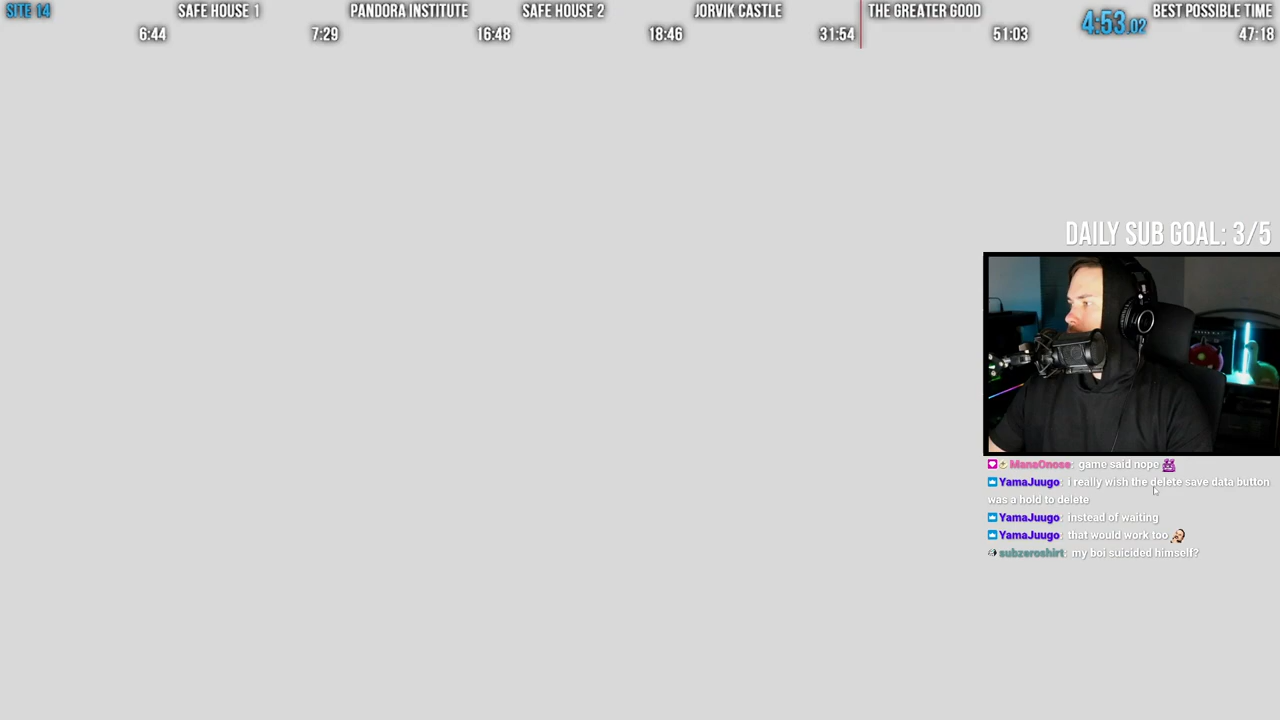 SITE 14 SAFE HOUSE 1 PANDORA INSTITUTE SAFE HOUSE 2 JORVIK CASTLE THE GREATER GOOD 4:53.02 BEST POSSIBLE TIME
6:44 7:29 16:48 18:46 31:54 51:03 47:18
DAILY SUB GOAL: 3/5
ManaOnose: game said nope
YamaJuugo: i really wish the delete save data button
was a hold to delete
YamaJuugo: instead of waiting
YamaJuugo: that would work too
subzeroshirt: my boi suicided himself?